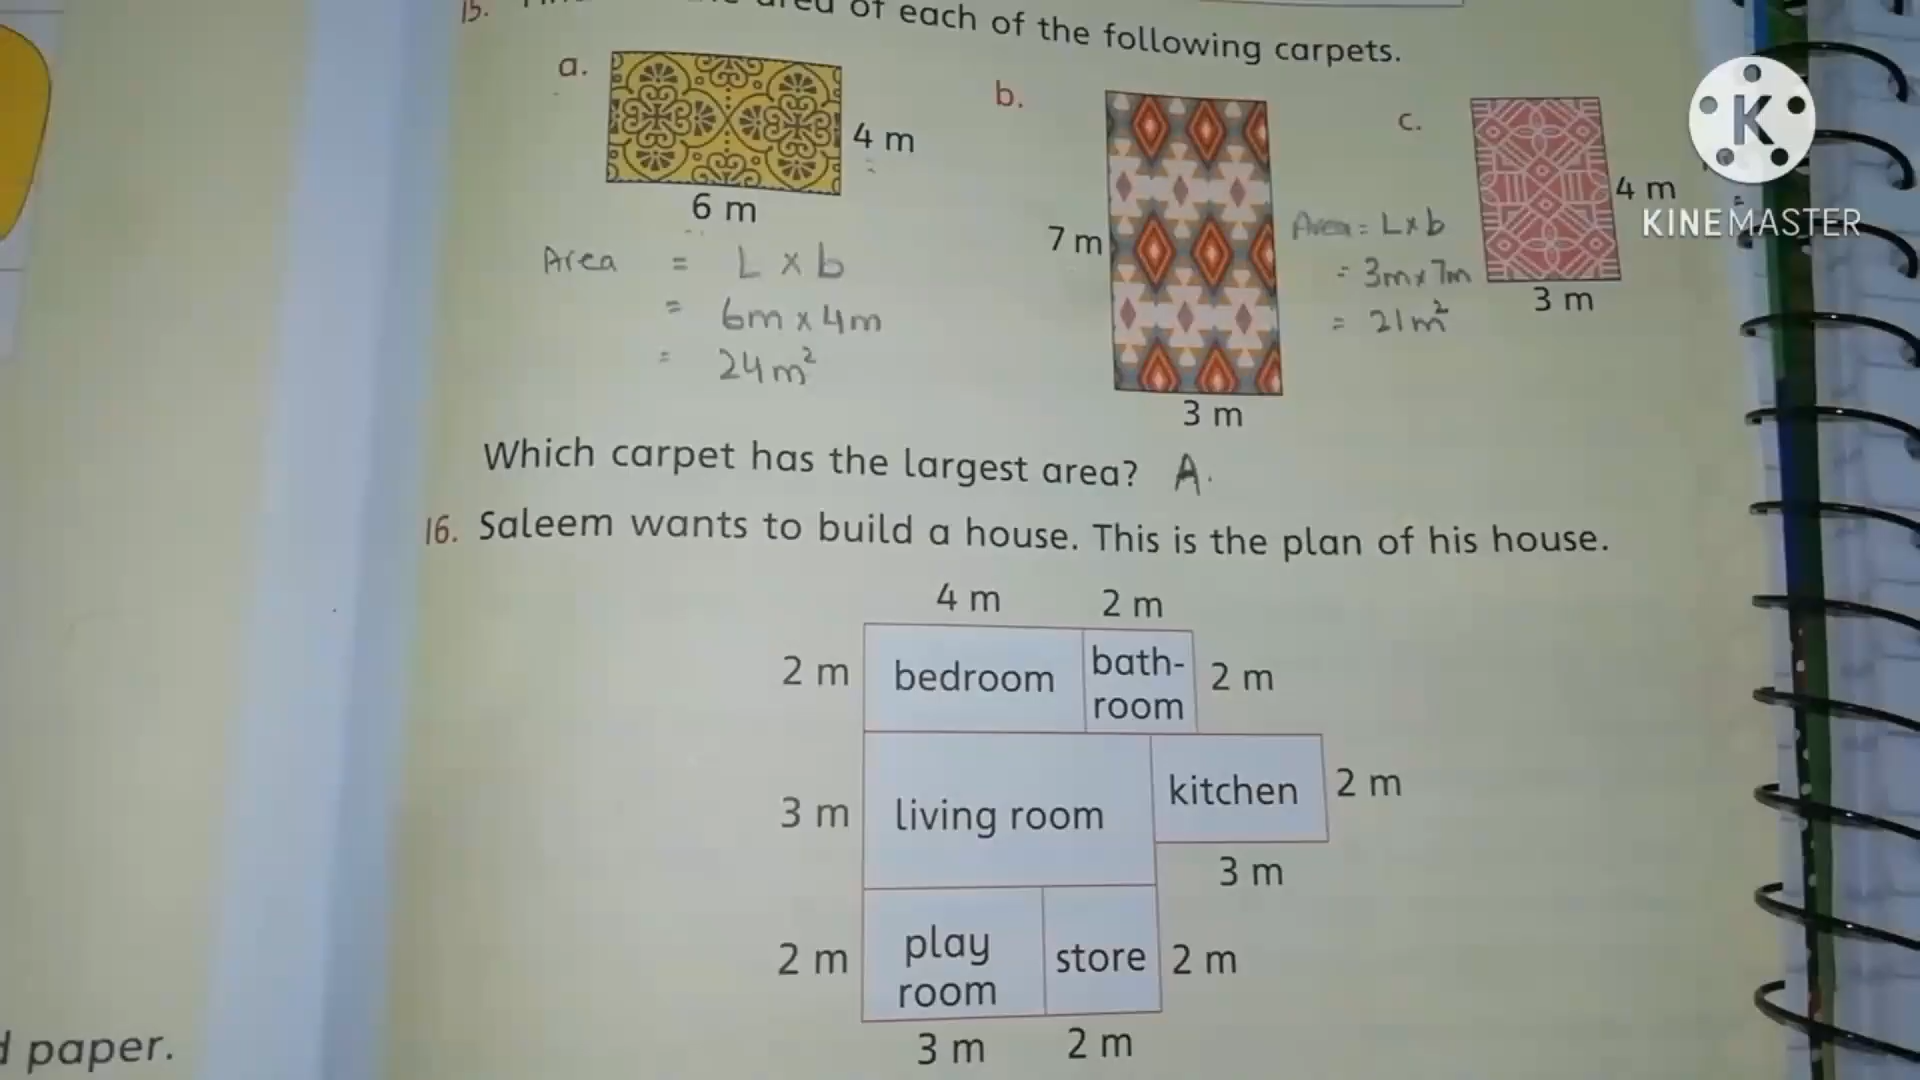 15.
area of each of the following carpets.
a.
4 m
6 m
Area = L x b
= 6m x 4m
= 24m²
b.
7 m
3 m
Area = L x b
= 3m x 7m
= 21m²
c.
4 m
3 m
K
KINEMASTER
Which carpet has the largest area? A.
16. Saleem wants to build a house. This is the plan of his house.
4 m 2 m
2 m bedroom bath-
room 2 m
3 m living room kitchen 2 m
3 m
2 m play
room store 2 m
3 m 2 m
paper.